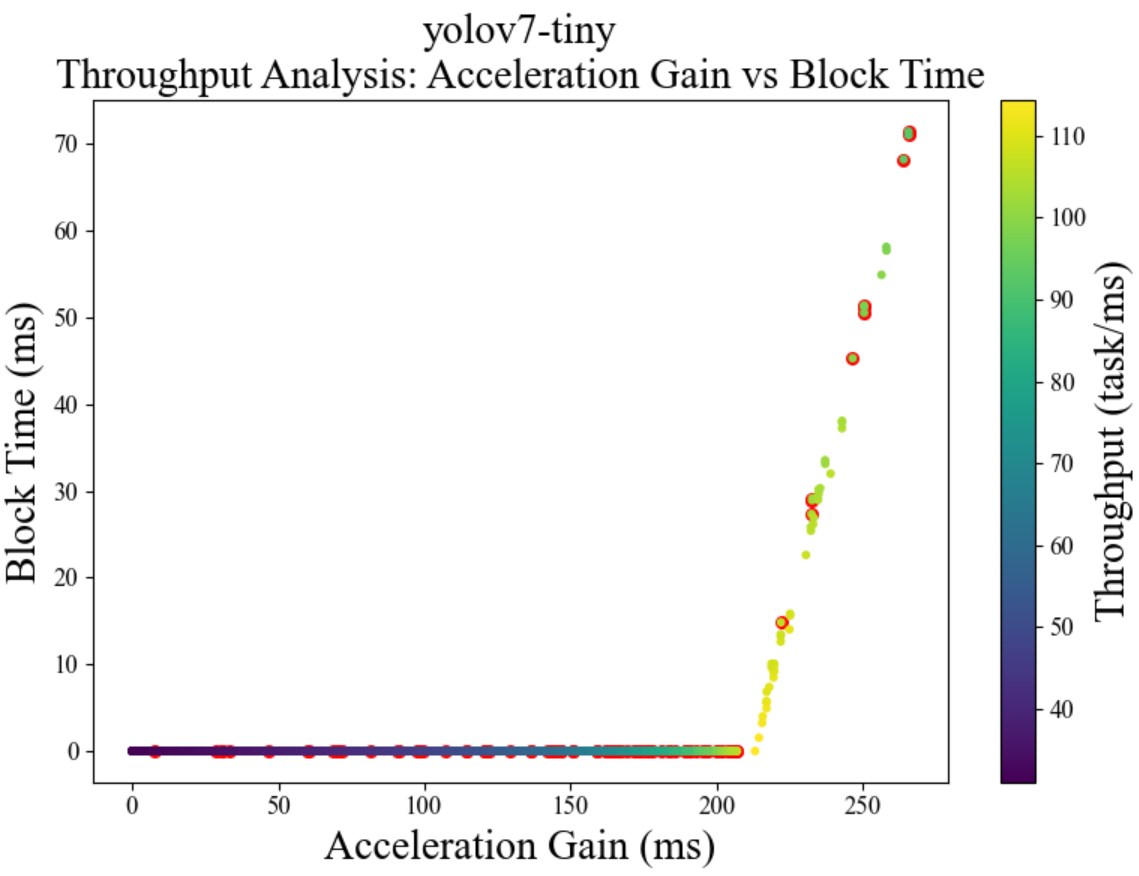 yolov7-tiny
Throughput Analysis: Acceleration Gain vs Block Time
Block Time (ms)
70
60
50
40
30
20
10
0
0 50 100 150 200 250
Acceleration Gain (ms)
110
100
90
80
70
60
50
40
Throughput (task/ms)